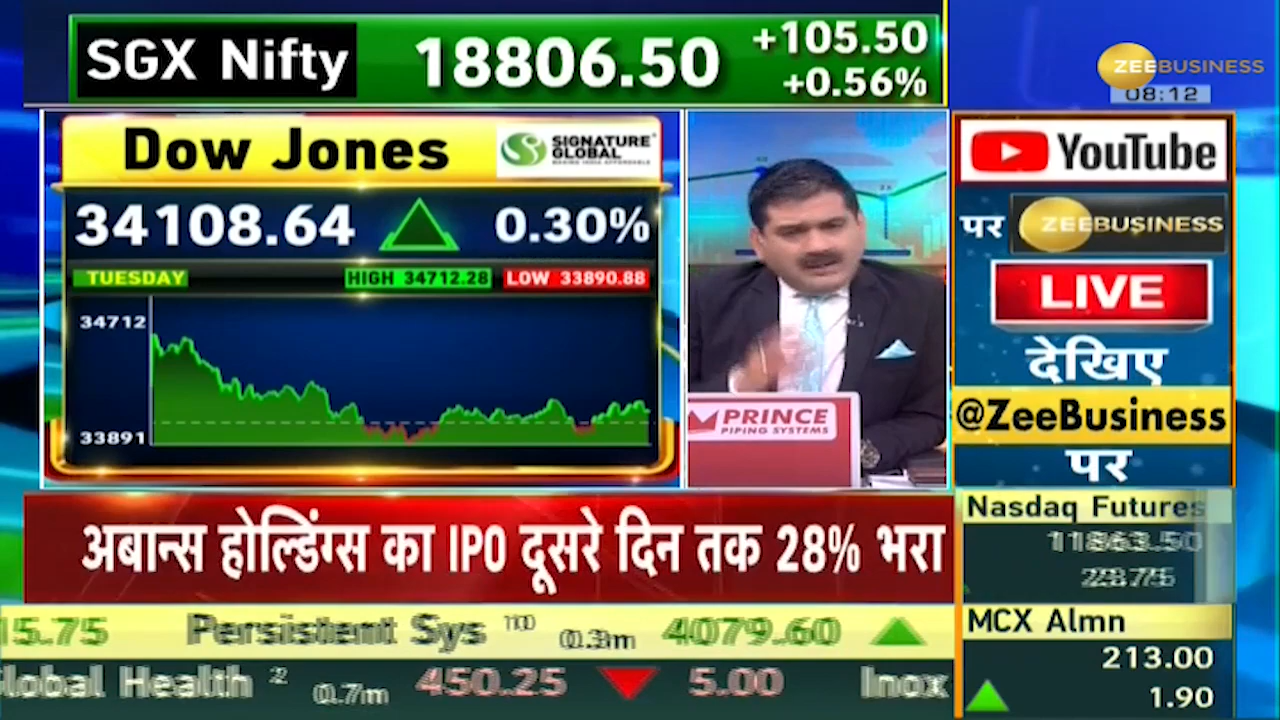 SGX Nifty 18806.50 +105.50
+0.56%
ZEEBUSINESS
08:12
Dow Jones
SIGNATURE
GLOBAL
34108.64 0.30%
TUESDAY HIGH 34712.28 LOW 33890.88
34712
33891
PRINCE
PIPING SYSTEMS
YouTube
पर ZEEBUSINESS
LIVE
देखिए
@ZeeBusiness
पर
अबान्स होल्डिंग्स का IPO दूसरे दिन तक 28% भरा
Nasdaq Futures
11863.50
MCX Almn
213.00
1.90
15.75 Persistent Sys 0.3m 4079.60
Global Health 0.7m 450.25 5.00 Inox